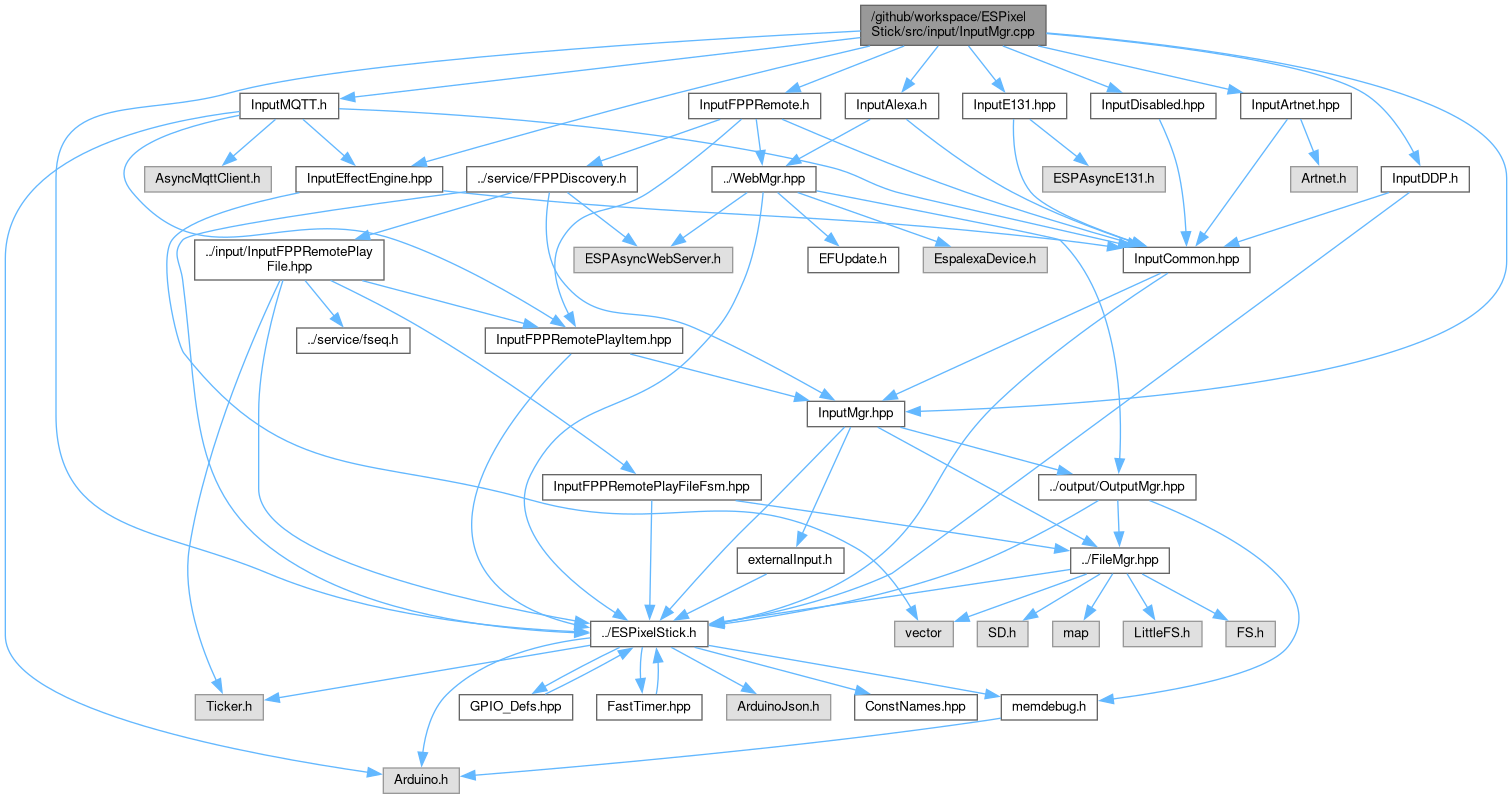 /github/workspace/ESPixel
Stick/src/input/InputMgr.cpp
InputMQTT.h
InputFPPRemote.h
InputAlexa.h
InputE131.hpp
InputDisabled.hpp
InputArtnet.hpp
AsyncMqttClient.h
InputEffectEngine.hpp
../service/FPPDiscovery.h
../WebMgr.hpp
ESPAsyncE131.h
Artnet.h
InputDDP.h
../input/InputFPPRemotePlay
File.hpp
ESPAsyncWebServer.h
EFUpdate.h
EspalexaDevice.h
InputCommon.hpp
../service/fseq.h
InputFPPRemotePlayItem.hpp
InputMgr.hpp
InputFPPRemotePlayFileFsm.hpp
../output/OutputMgr.hpp
externalInput.h
../FileMgr.hpp
../ESPixelStick.h
vector
SD.h
map
LittleFS.h
FS.h
Ticker.h
GPIO_Defs.hpp
FastTimer.hpp
ArduinoJson.h
ConstNames.hpp
memdebug.h
Arduino.h